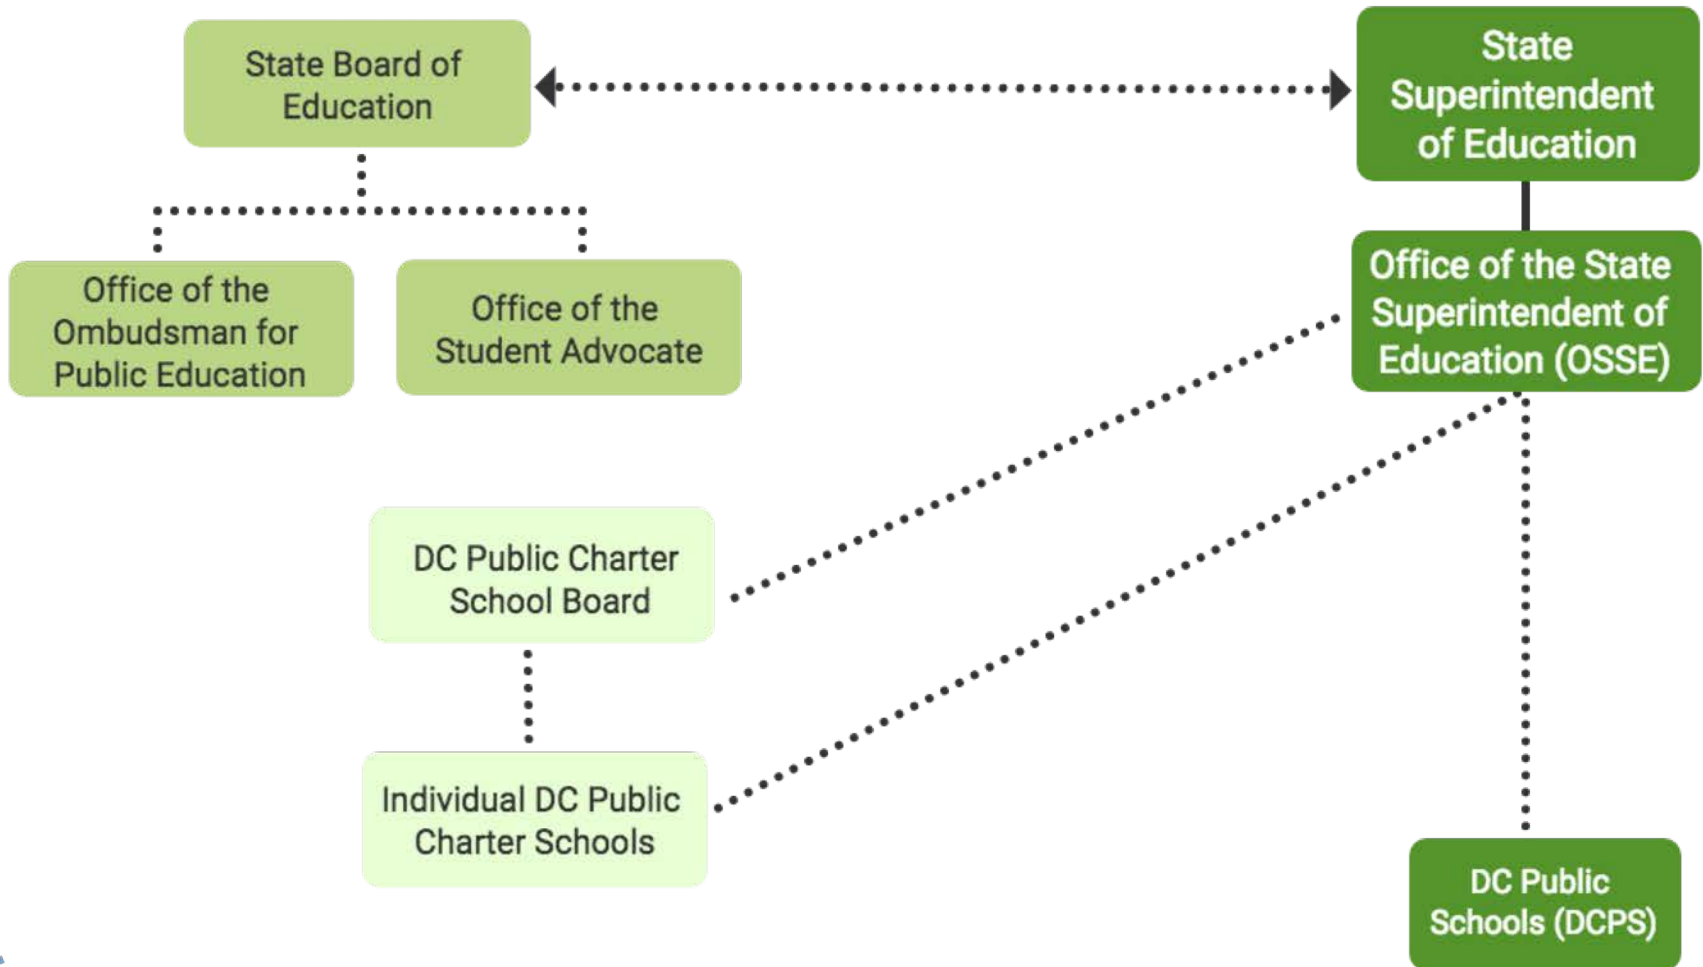 State Board of
Education
State
Superintendent
of Education
Office of the
Ombudsman for
Public Education
Office of the
Student Advocate
Office of the State
Superintendent of
Education (OSSE)
DC Public Charter
School Board
Individual DC Public
Charter Schools
DC Public
Schools (DCPS)